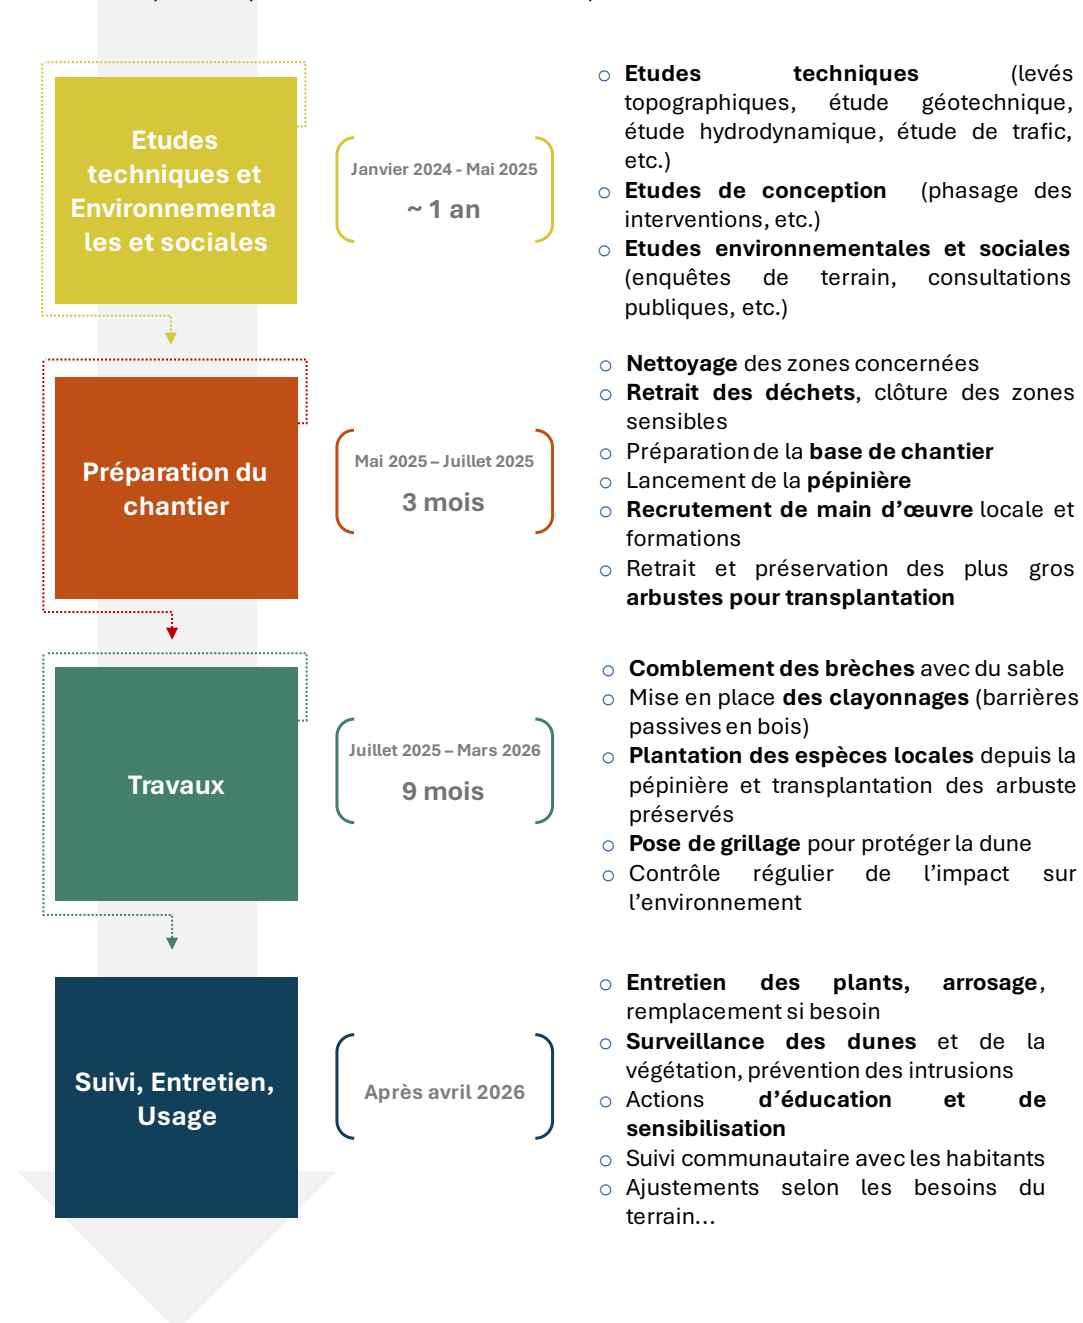 Etudes
techniques et
Environnementa
les et sociales
Janvier 2024 - Mai 2025
~ 1 an
o Etudes techniques (levés
topographiques, étude géotechnique,
étude hydrodynamique, étude de trafic,
etc.)
o Etudes de conception (phasage des
interventions, etc.)
o Etudes environnementales et sociales
(enquêtes de terrain, consultations
publiques, etc.)
Préparation du
chantier
Mai 2025 – Juillet 2025
3 mois
o Nettoyage des zones concernées
o Retrait des déchets, clôture des zones
sensibles
o Préparation de la base de chantier
o Lancement de la pépinière
o Recrutement de main d’œuvre locale et
formations
o Retrait et préservation des plus gros
arbustes pour transplantation
Travaux
Juillet 2025 – Mars 2026
9 mois
o Comblement des brèches avec du sable
o Mise en place des clayonnages (barrières
passives en bois)
o Plantation des espèces locales depuis la
pépinière et transplantation des arbuste
préservés
o Pose de grillage pour protéger la dune
o Contrôle régulier de l’impact sur
l’environnement
Suivi, Entretien,
Usage
Après avril 2026
o Entretien des plants, arrosage,
remplacement si besoin
o Surveillance des dunes et de la
végétation, prévention des intrusions
o Actions d’éducation et de
sensibilisation
o Suivi communautaire avec les habitants
o Ajustements selon les besoins du
terrain…